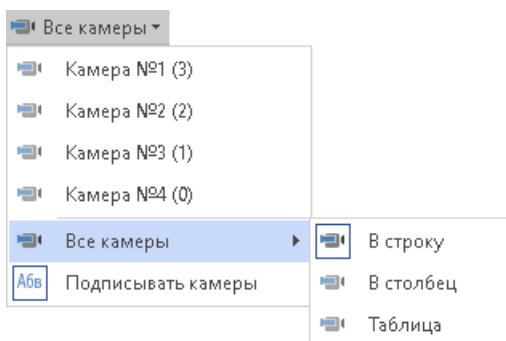 Все камеры
Камера №1 (3)
Камера №2 (2)
Камера №3 (1)
Камера №4 (0)
Все камеры
В строку
Абв Подписывать камеры
В столбец
Таблица